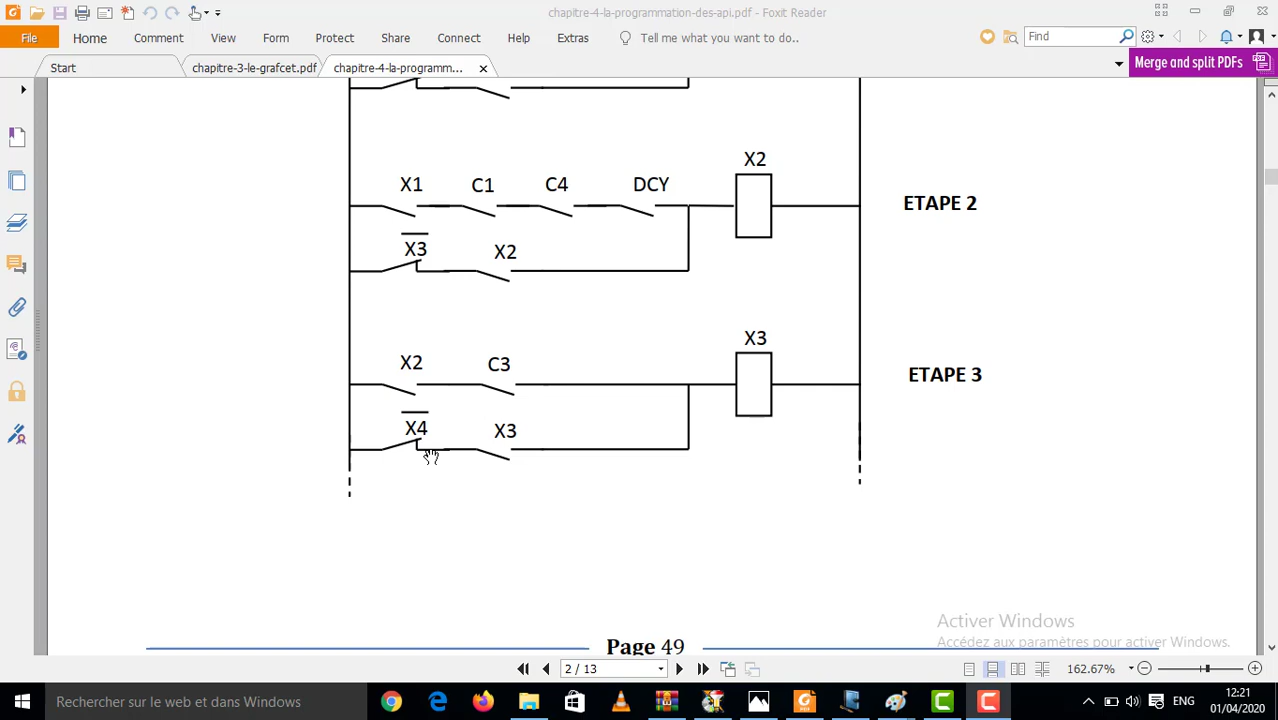 chapitre-4-la-programmation-des-api.pdf - Foxit Reader
File Home Comment View Form Protect Share Connect Help Extras Tell me what you want to do.. Find
Start chapitre-3-le-grafcet.pdf chapitre-4-la-programm... Merge and split PDFs
X2
X1 C1 C4 DCY
ETAPE 2
X3 X2
X3
X2 C3
ETAPE 3
X4 X3
Activer Windows
Accédez aux paramètres pour activer Windows.
Page 49
2 / 13 162.67%
Rechercher sur le web et dans Windows ENG 12:21
01/04/2020